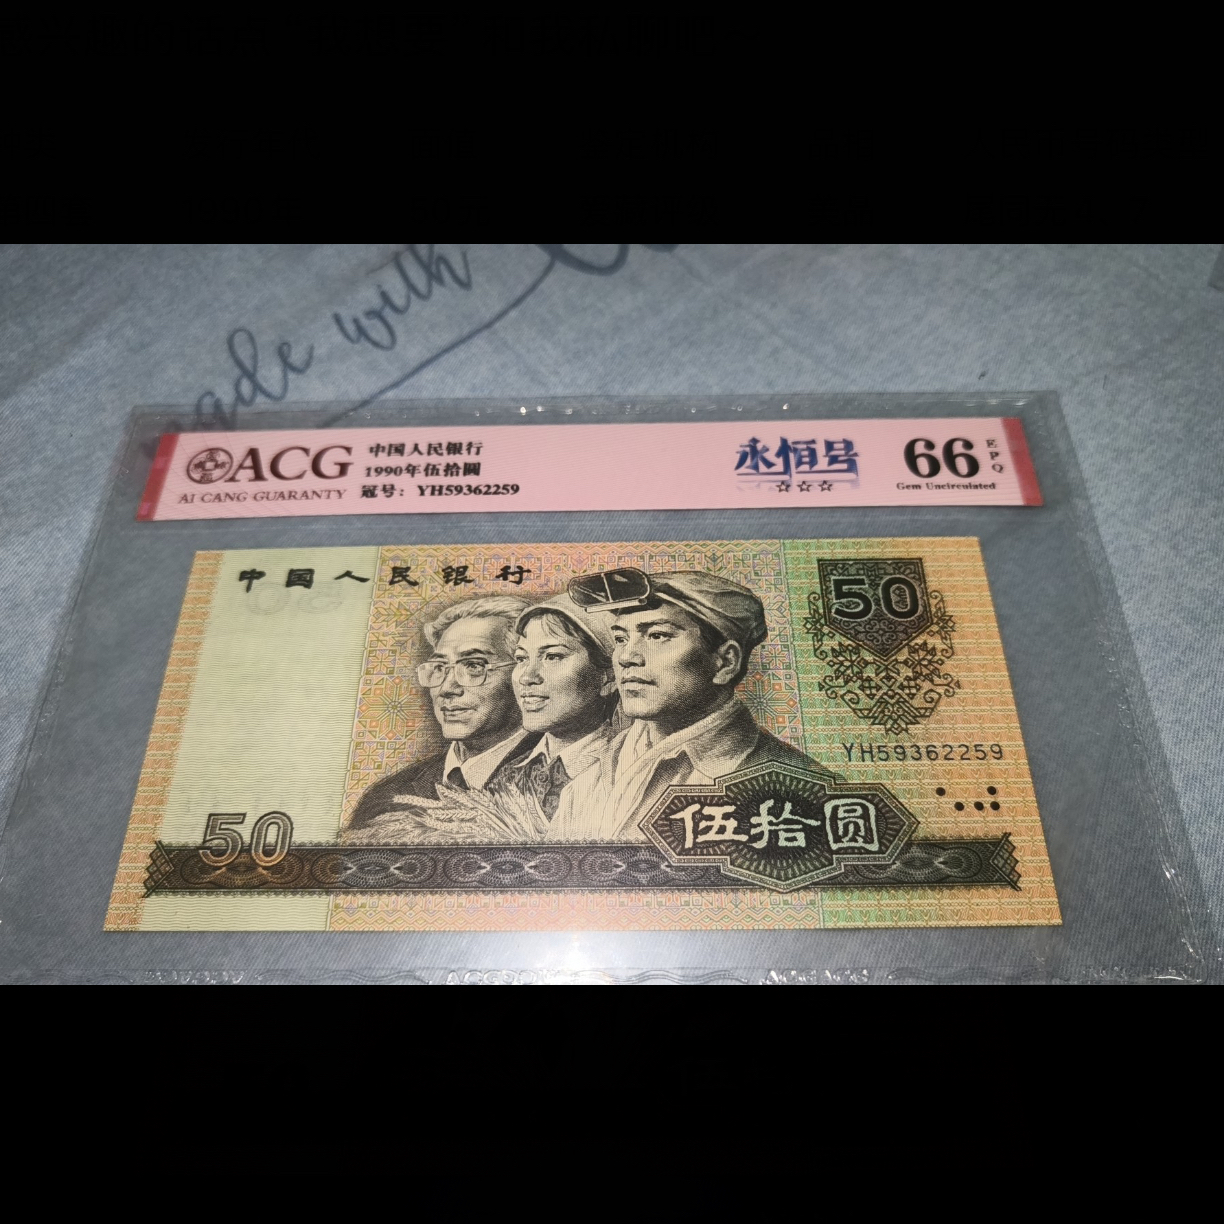 made with
ACG
AI CANG GUARANTY
中国人民银行
1990年伍拾圆
冠号：YH59362259
永恒号
☆☆☆
66
EPQ
Gem Uncirculated
中国人民银行
50
YH59362259
50
伍拾圆